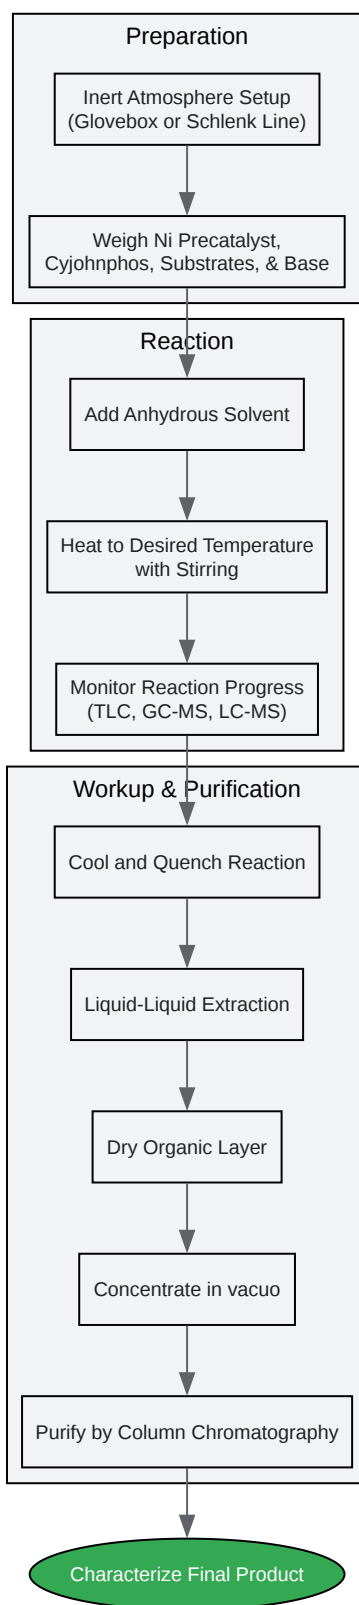 Preparation
Inert Atmosphere Setup
(Glovebox or Schlenk Line)
Weigh Ni Precatalyst,
Cyjohnphos, Substrates, & Base
Reaction
Add Anhydrous Solvent
Heat to Desired Temperature
with Stirring
Monitor Reaction Progress
(TLC, GC-MS, LC-MS)
Workup & Purification
Cool and Quench Reaction
Liquid-Liquid Extraction
Dry Organic Layer
Concentrate in vacuo
Purify by Column Chromatography
Characterize Final Product